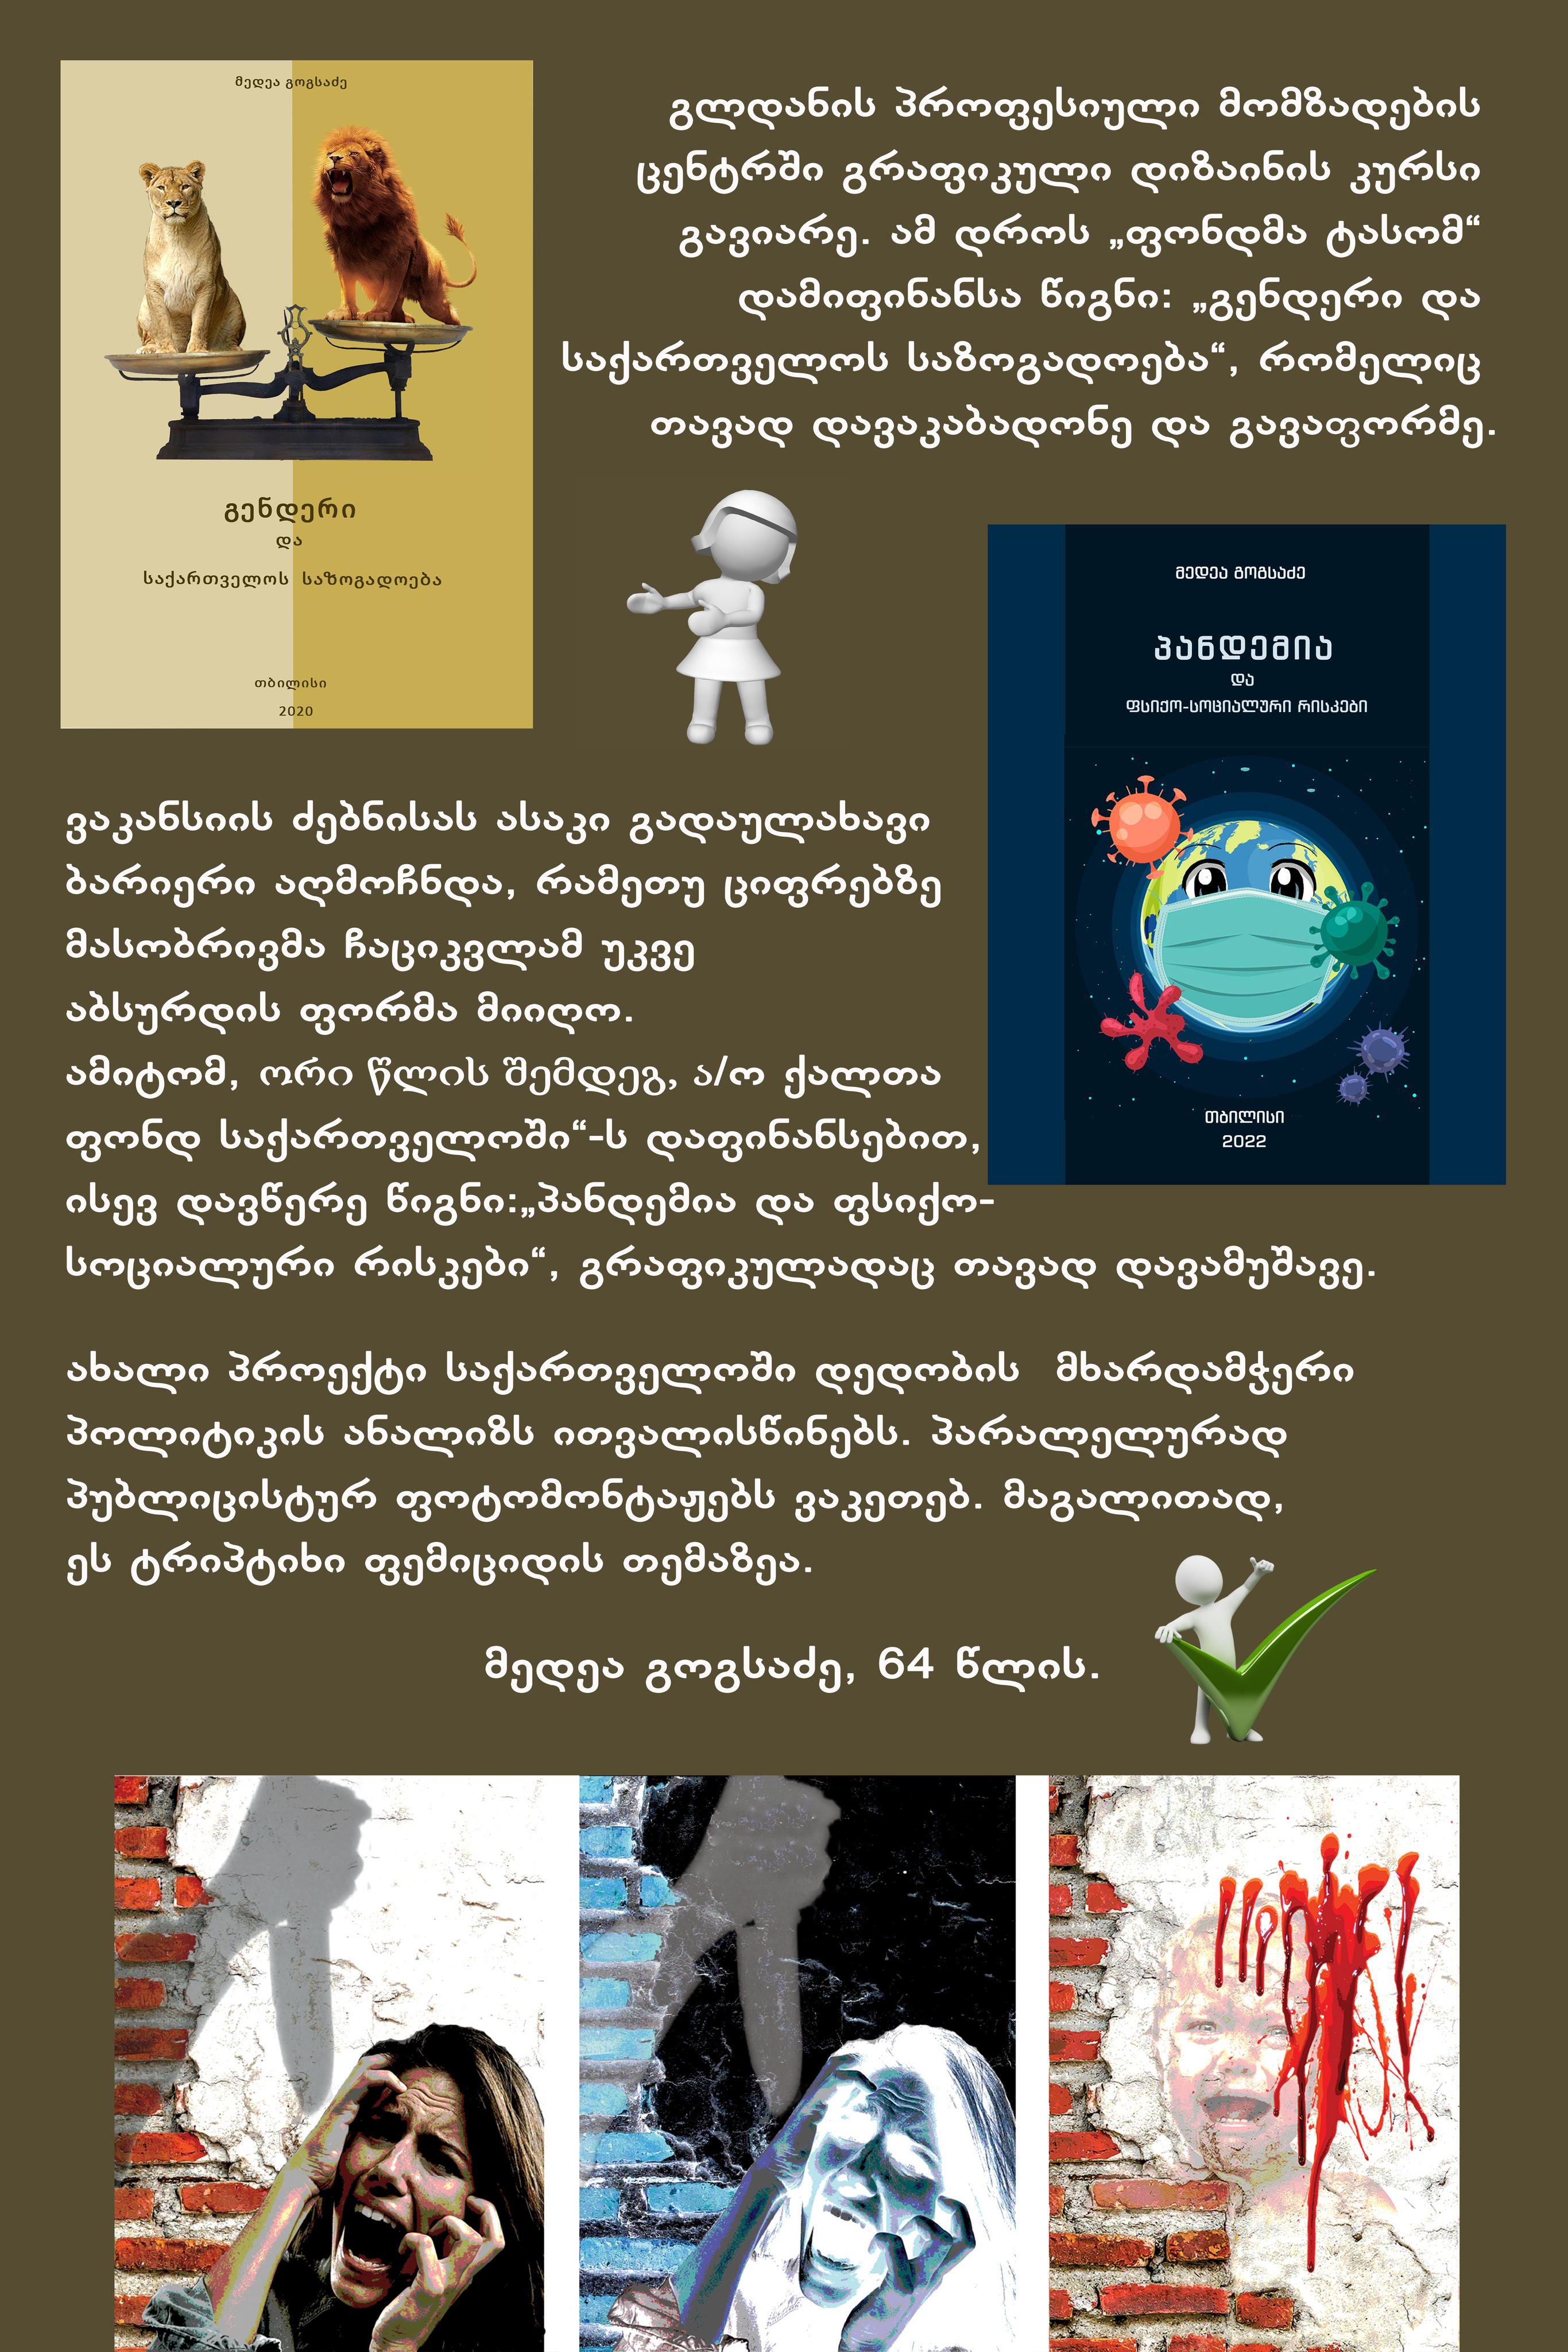 მედეა გოგსაძე
გენდერი
და
საქართველოს საზოგადოება
თბილისი
2020
გლდანის პროფესიული მომზადების
ცენტრში გრაფიკული დიზაინის კურსი
გავიარე. ამ დროს „ფონდმა ტასომ“
დამიფინანსა წიგნი: „გენდერი და
საქართველოს საზოგადოება“, რომელიც
თავად დავაკაბადონე და გავაფორმე.
მედეა გოგსაძე
პანდემია
და
ფსიქო-სოციალური რისკები
თბილისი
2022
ვაკანსიის ძებნისას ასაკი გადაულახავი
ბარიერი აღმოჩნდა, რამეთუ ციფრებზე
მასობრივმა ჩაციკვლამ უკვე
აბსურდის ფორმა მიიღო.
ამიტომ, ორი წლის შემდეგ, ა/ო ქალთა
ფონდ საქართველოში“-ს დაფინანსებით,
ისევ დავწერე წიგნი:„პანდემია და ფსიქო-
სოციალური რისკები“, გრაფიკულადაც თავად დავამუშავე.
ახალი პროექტი საქართველოში დედობის მხარდამჭერი
პოლიტიკის ანალიზს ითვალისწინებს. პარალელურად
პუბლიცისტურ ფოტომონტაჟებს ვაკეთებ. მაგალითად,
ეს ტრიპტიხი ფემიციდის თემაზეა.
მედეა გოგსაძე, 64 წლის.